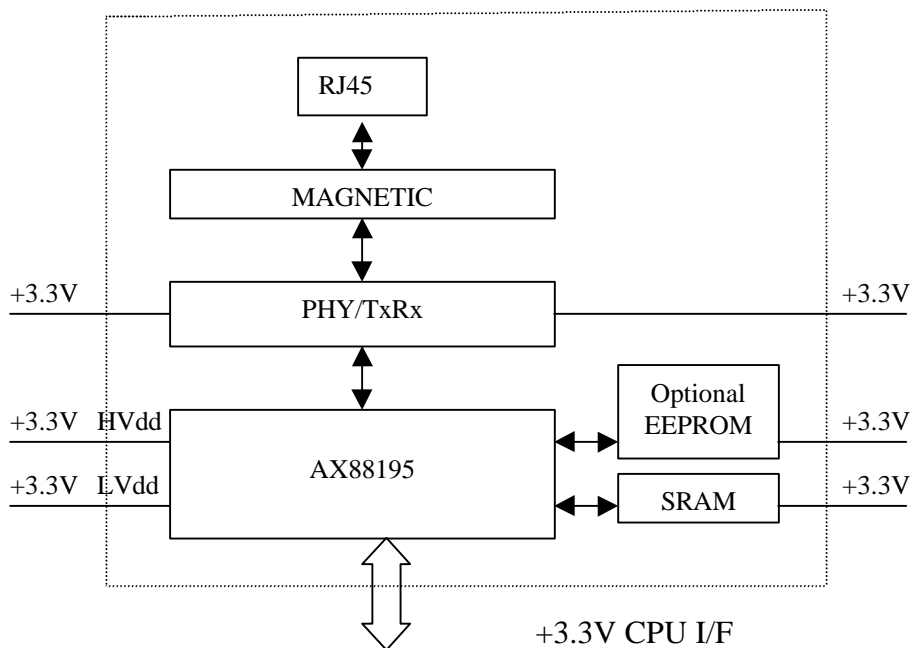 RJ45
MAGNETIC
+3.3V
PHY/TxRx
+3.3V
+3.3V HVdd
+3.3V LVdd
AX88195
Optional
EEPROM
+3.3V
SRAM
+3.3V
+3.3V CPU I/F